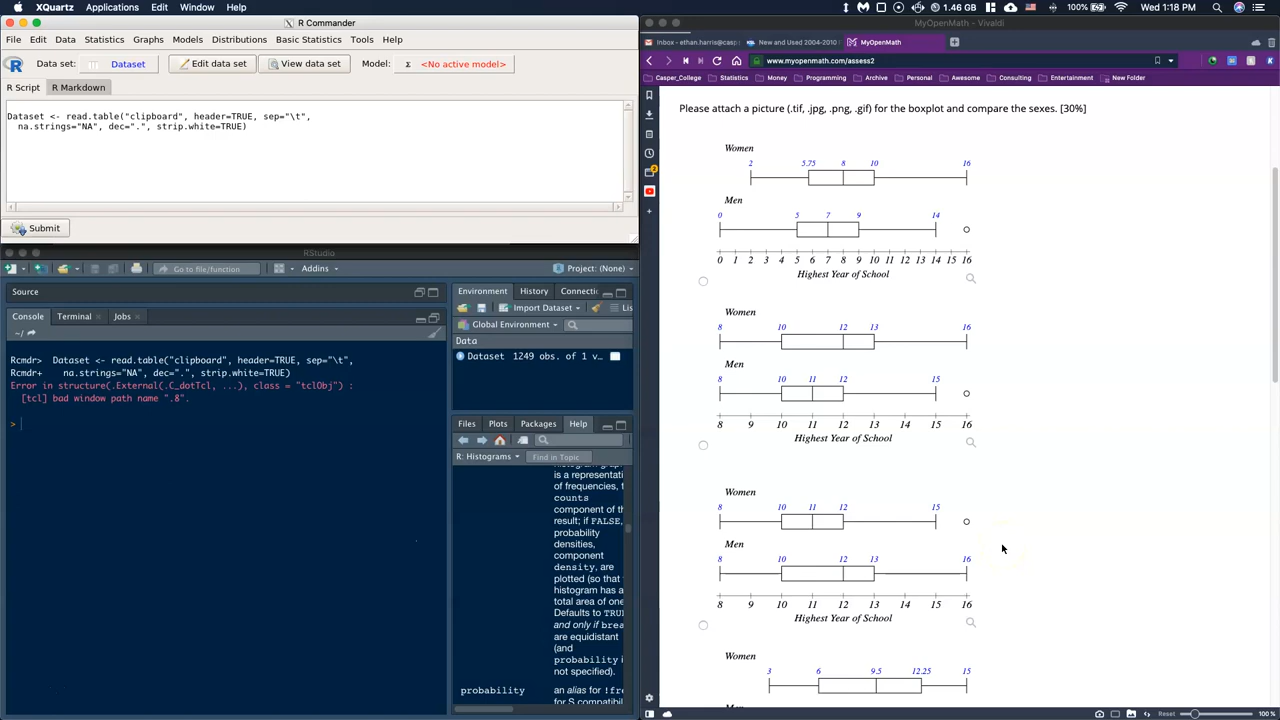 XQuartz Applications Edit Window Help
1.46 GB 100% Wed 1:18 PM
R Commander
File Edit Data Statistics Graphs Models Distributions Basic Statistics Tools Help
Data set: Dataset Edit data set View data set Model: Σ <No active model>
R Script R Markdown
Dataset <- read.table("clipboard", header=TRUE, sep="\t",
na.strings="NA", dec=".", strip.white=TRUE)
Submit
RStudio
Go to file/function Addins Project: (None)
Source
Console Terminal Jobs
~/
Rcmdr> Dataset <- read.table("clipboard", header=TRUE, sep="\t",
Rcmdr+ na.strings="NA", dec=".", strip.white=TRUE)
Error in structure(.External(.C_dotTcl, ...), class = "tclObj") :
[tcl] bad window path name ".8".
>
Environment History Connectic
Import Dataset Lis
Global Environment
Data
Dataset 1249 obs. of 1 v…
Files Plots Packages Help
R: Histograms Find in Topic
histogram grap
is a representati
of frequencies, t
counts
component of th
result; if FALSE,
probability
densities,
component
density, are
plotted (so that
histogram has a
total area of one
Defaults to TRUE
and only if brea
are equidistant
(and
probability i
not specified).
probability an alias for !fre
for S compatibi
MyOpenMath - Vivaldi
Inbox - ethan.harris@casp New and Used 2004-2010 MyOpenMath
www.myopenmath.com/assess2
Casper_College Statistics Money Programming Archive Personal Awesome Consulting Entertainment New Folder
Please attach a picture (.tif, .jpg, .png, .gif) for the boxplot and compare the sexes. [30%]
Women
2 5.75 8 10 16
Men
0 5 7 9 14
0 1 2 3 4 5 6 7 8 9 10 11 12 13 14 15 16
Highest Year of School
Women
8 10 12 13 16
Men
8 10 11 12 15
8 9 10 11 12 13 14 15 16
Highest Year of School
Women
8 10 11 12 15
Men
8 10 12 13 16
8 9 10 11 12 13 14 15 16
Highest Year of School
Women
3 6 9.5 12.25 15
Reset 100 %